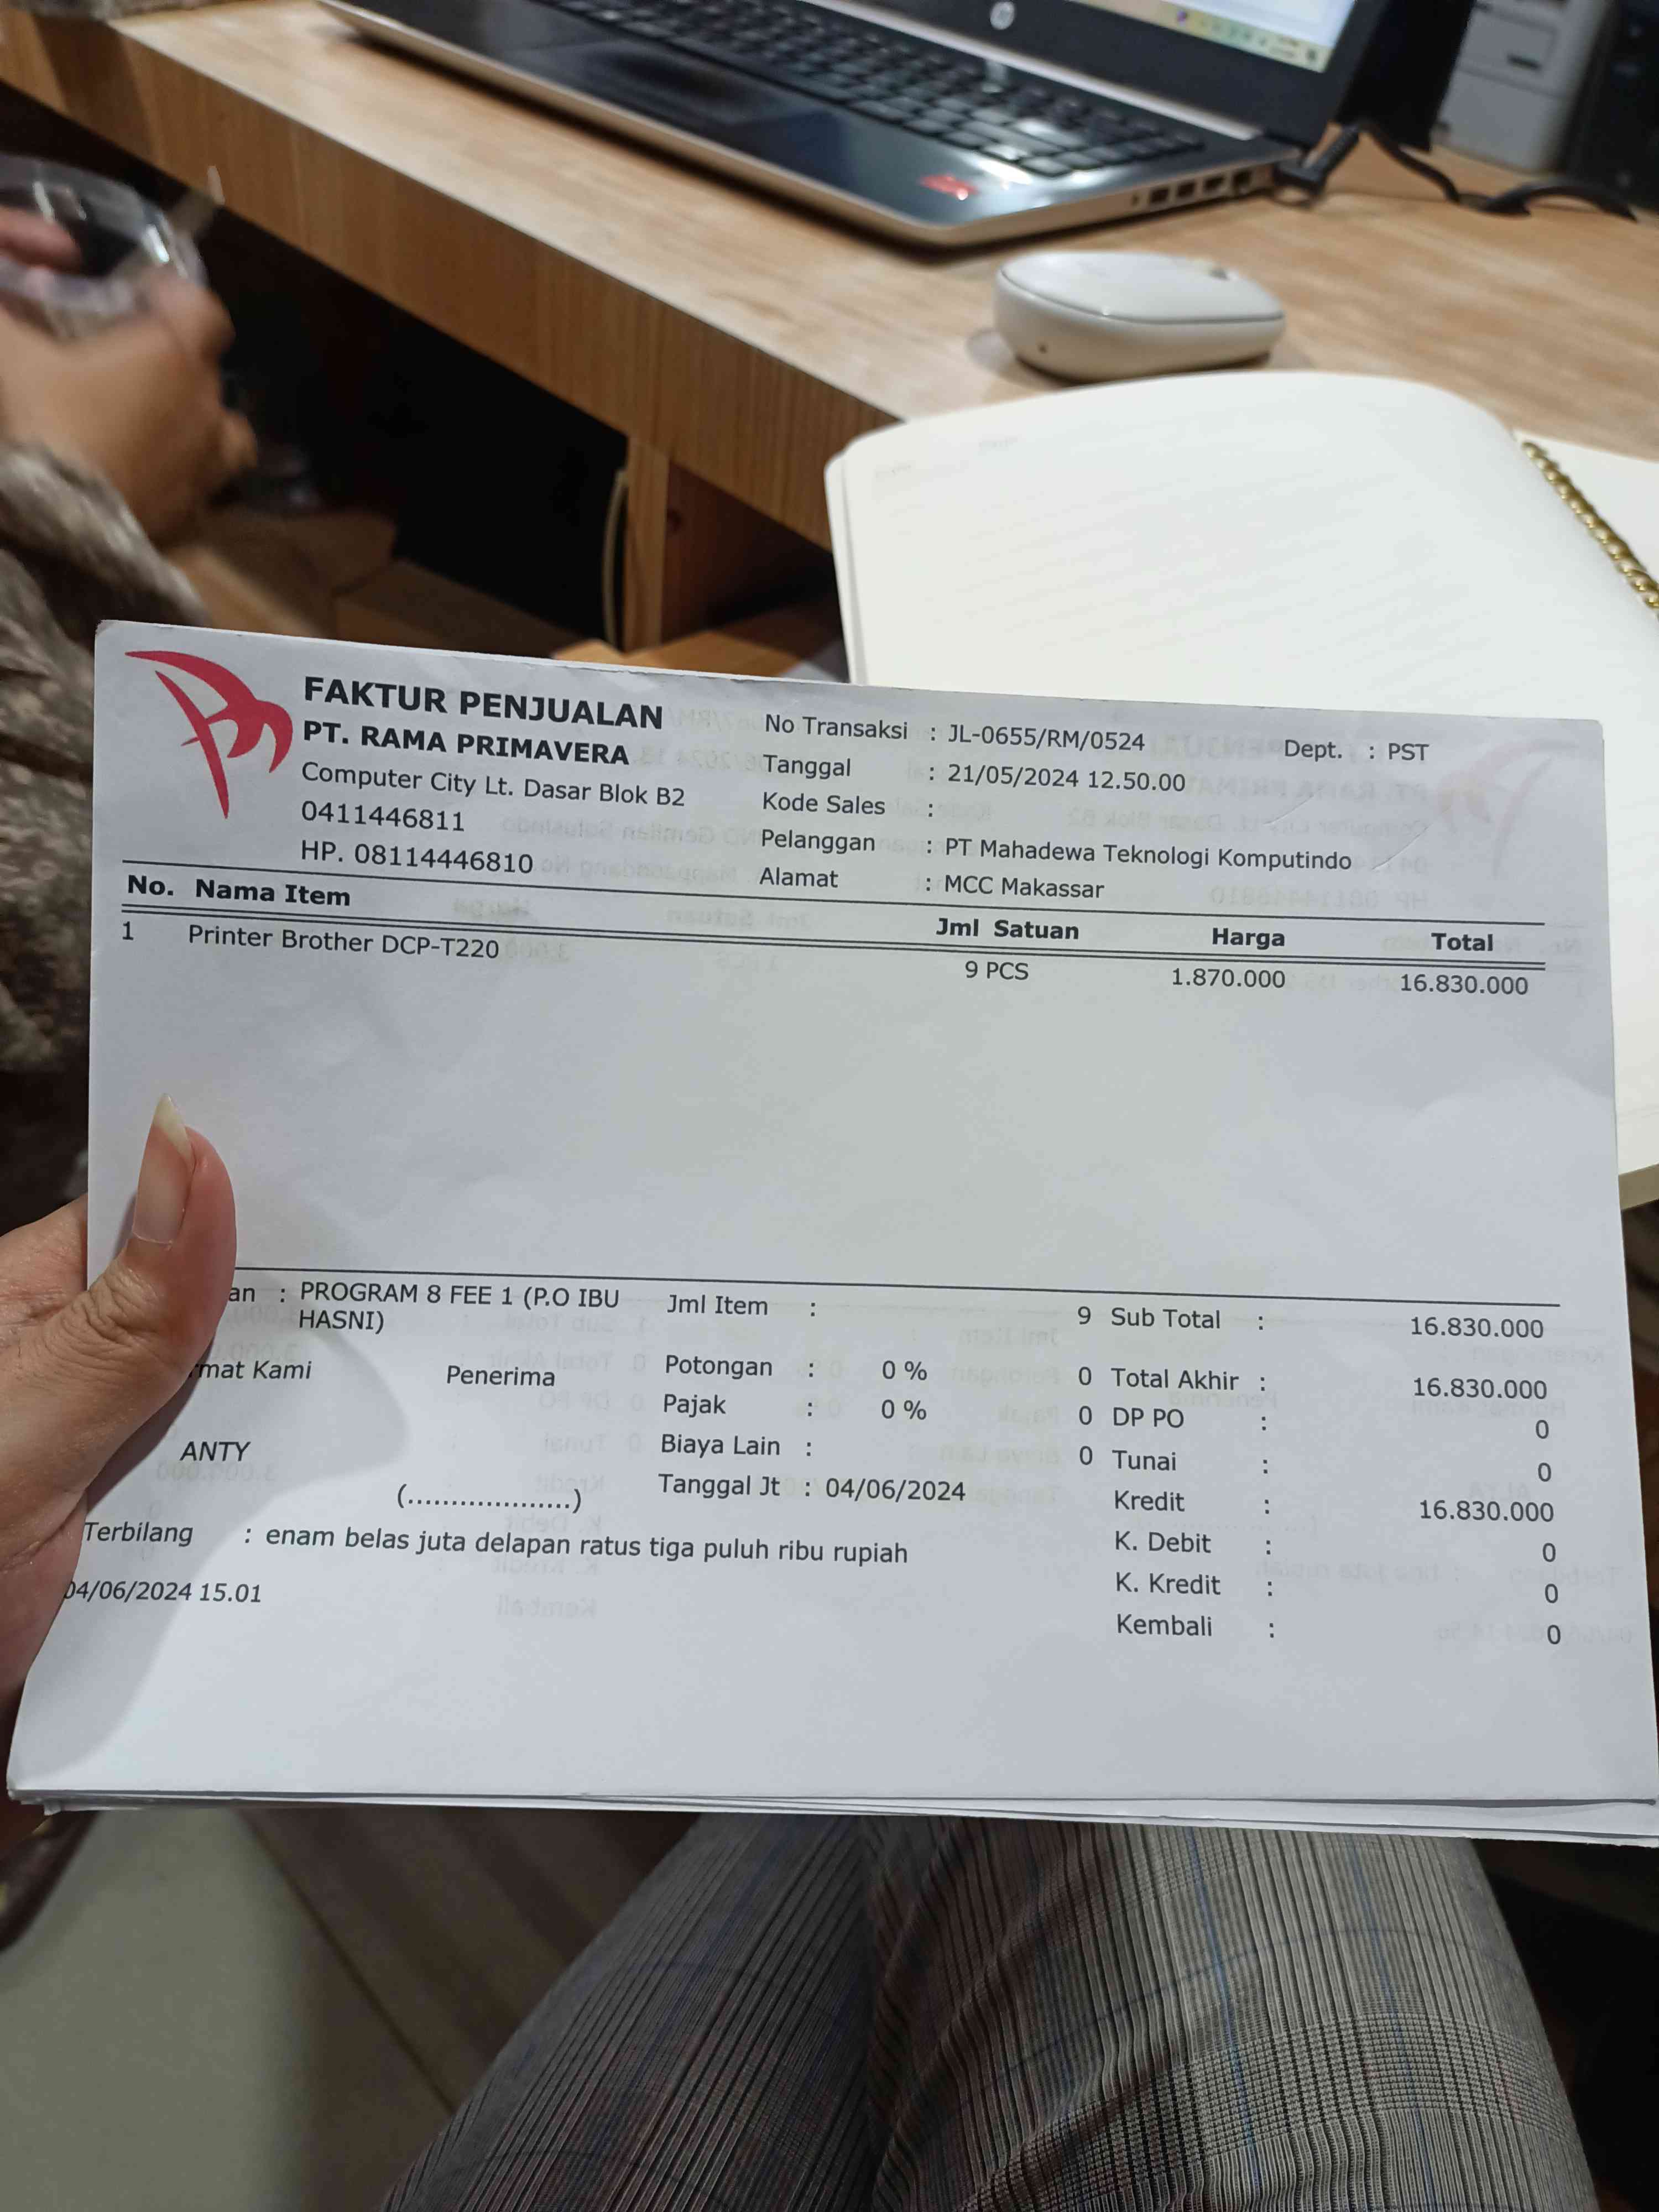 FAKTUR PENJUALAN
PT. RAMA PRIMAVERA
Computer City Lt. Dasar Blok B2
0411446811
HP. 08114446810
No Transaksi : JL-0655/RM/0524 Dept. : PST
Tanggal : 21/05/2024 12.50.00
Kode Sales :
Pelanggan : PT Mahadewa Teknologi Komputindo
Alamat : MCC Makassar
No. Nama Item Jml Satuan Harga Total
1 Printer Brother DCP-T220 9 PCS 1.870.000 16.830.000
an : PROGRAM 8 FEE 1 (P.O IBU
HASNI)
mat Kami Penerima
ANTY
(...................)
Jml Item : 9
Potongan : 0 % 0
Pajak : 0 % 0
Biaya Lain : 0
Tanggal Jt : 04/06/2024
Sub Total : 16.830.000
Total Akhir : 16.830.000
DP PO : 0
Tunai : 0
Kredit : 16.830.000
K. Debit : 0
K. Kredit : 0
Kembali : 0
Terbilang : enam belas juta delapan ratus tiga puluh ribu rupiah
04/06/2024 15.01